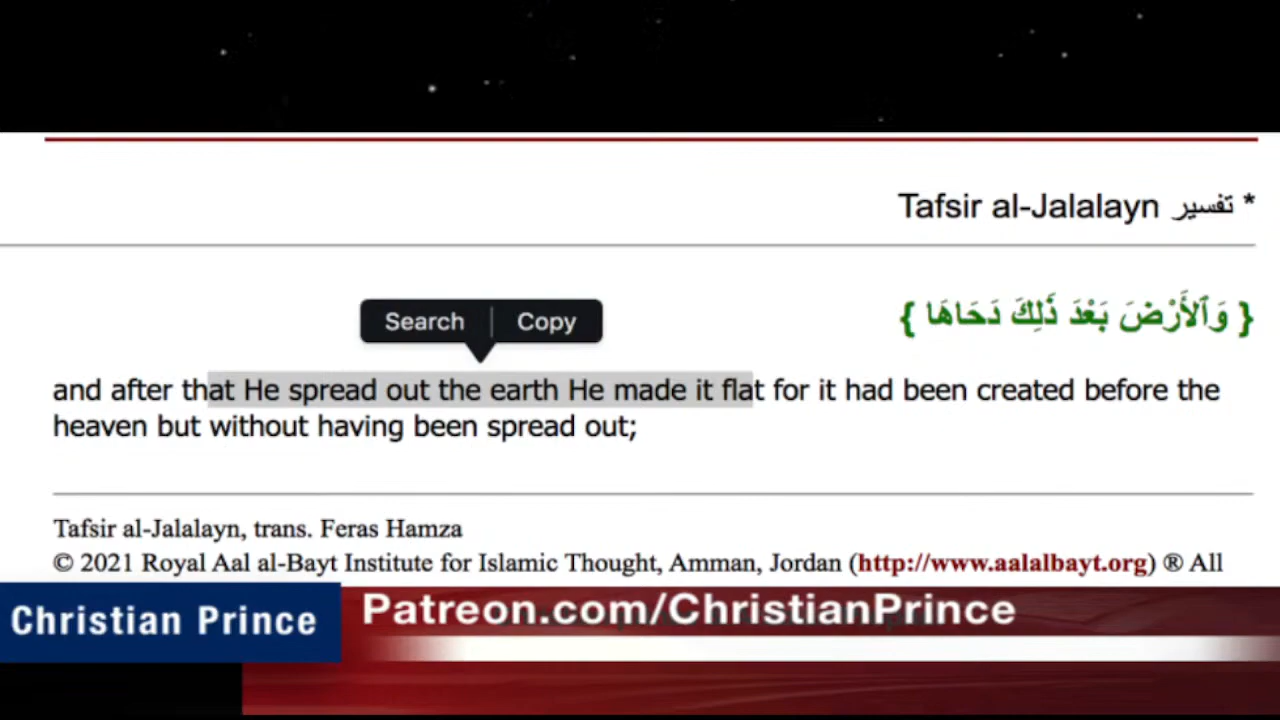 * تفسير Tafsir al-Jalalayn
{ وَٱلأَرْضَ بَعْدَ ذَٰلِكَ دَحَاهَا }
Search | Copy
and after that He spread out the earth He made it flat for it had been created before the
heaven but without having been spread out;
Tafsir al-Jalalayn, trans. Feras Hamza
© 2021 Royal Aal al-Bayt Institute for Islamic Thought, Amman, Jordan (http://www.aalalbayt.org) ® All
Christian Prince
Patreon.com/ChristianPrince